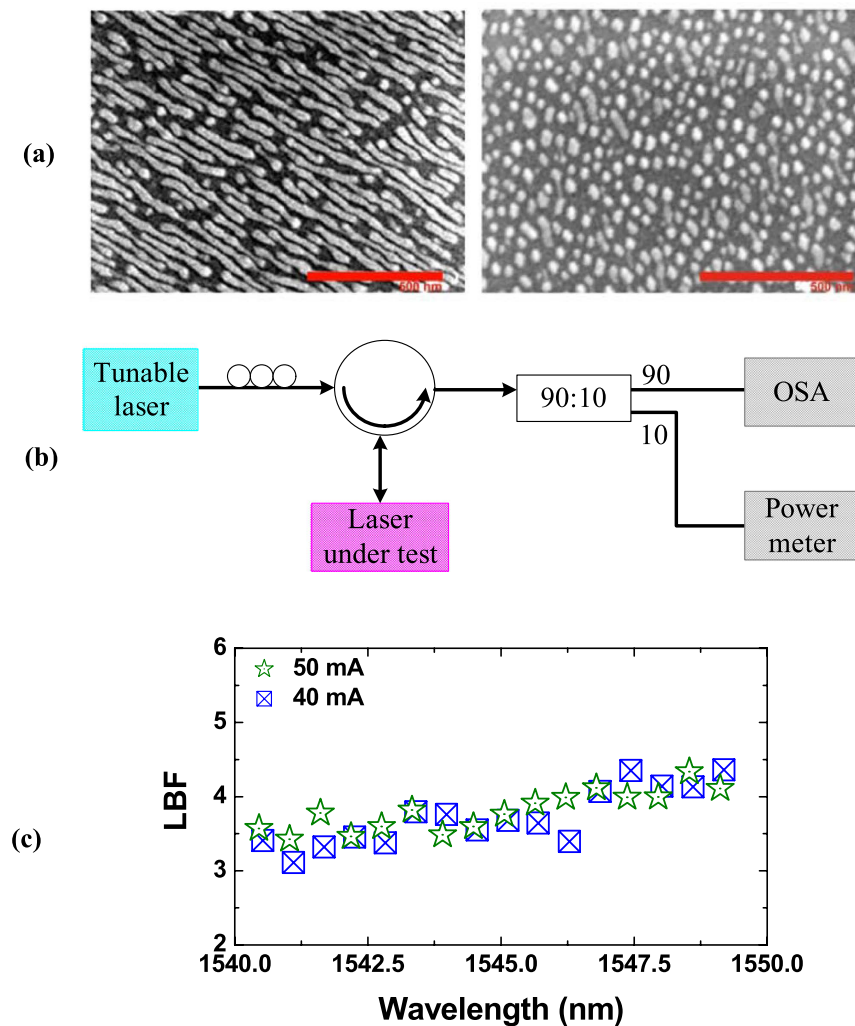 (a)
500 nm
500 nm
(b)
Tunable
laser
90:10
90
10
OSA
Power
meter
Laser
under test
(c)
LBF
6
5
4
3
2
50 mA
40 mA
1540.0 1542.5 1545.0 1547.5 1550.0
Wavelength (nm)